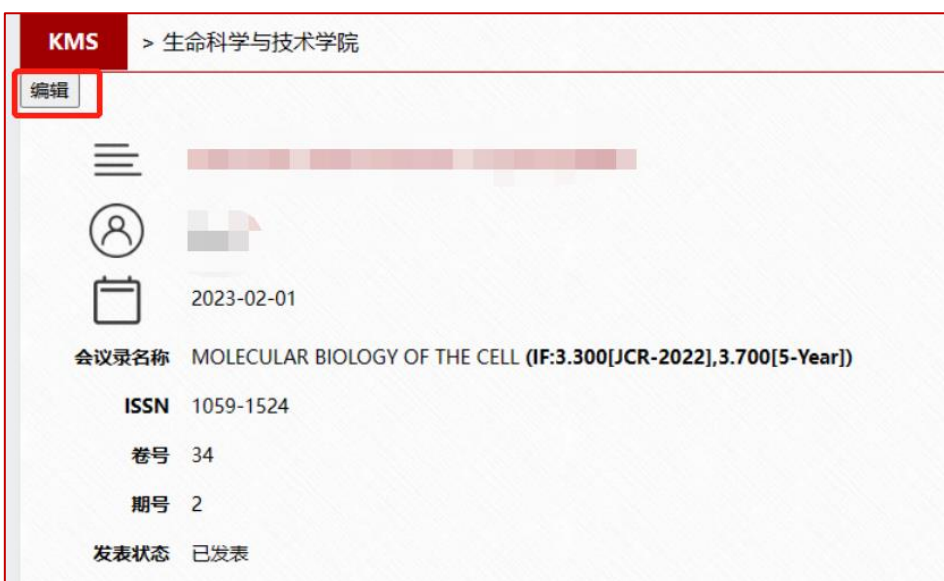 KMS > 生命科学与技术学院
编辑
2023-02-01
会议录名称 MOLECULAR BIOLOGY OF THE CELL (IF:3.300[JCR-2022],3.700[5-Year])
ISSN 1059-1524
卷号 34
期号 2
发表状态 已发表